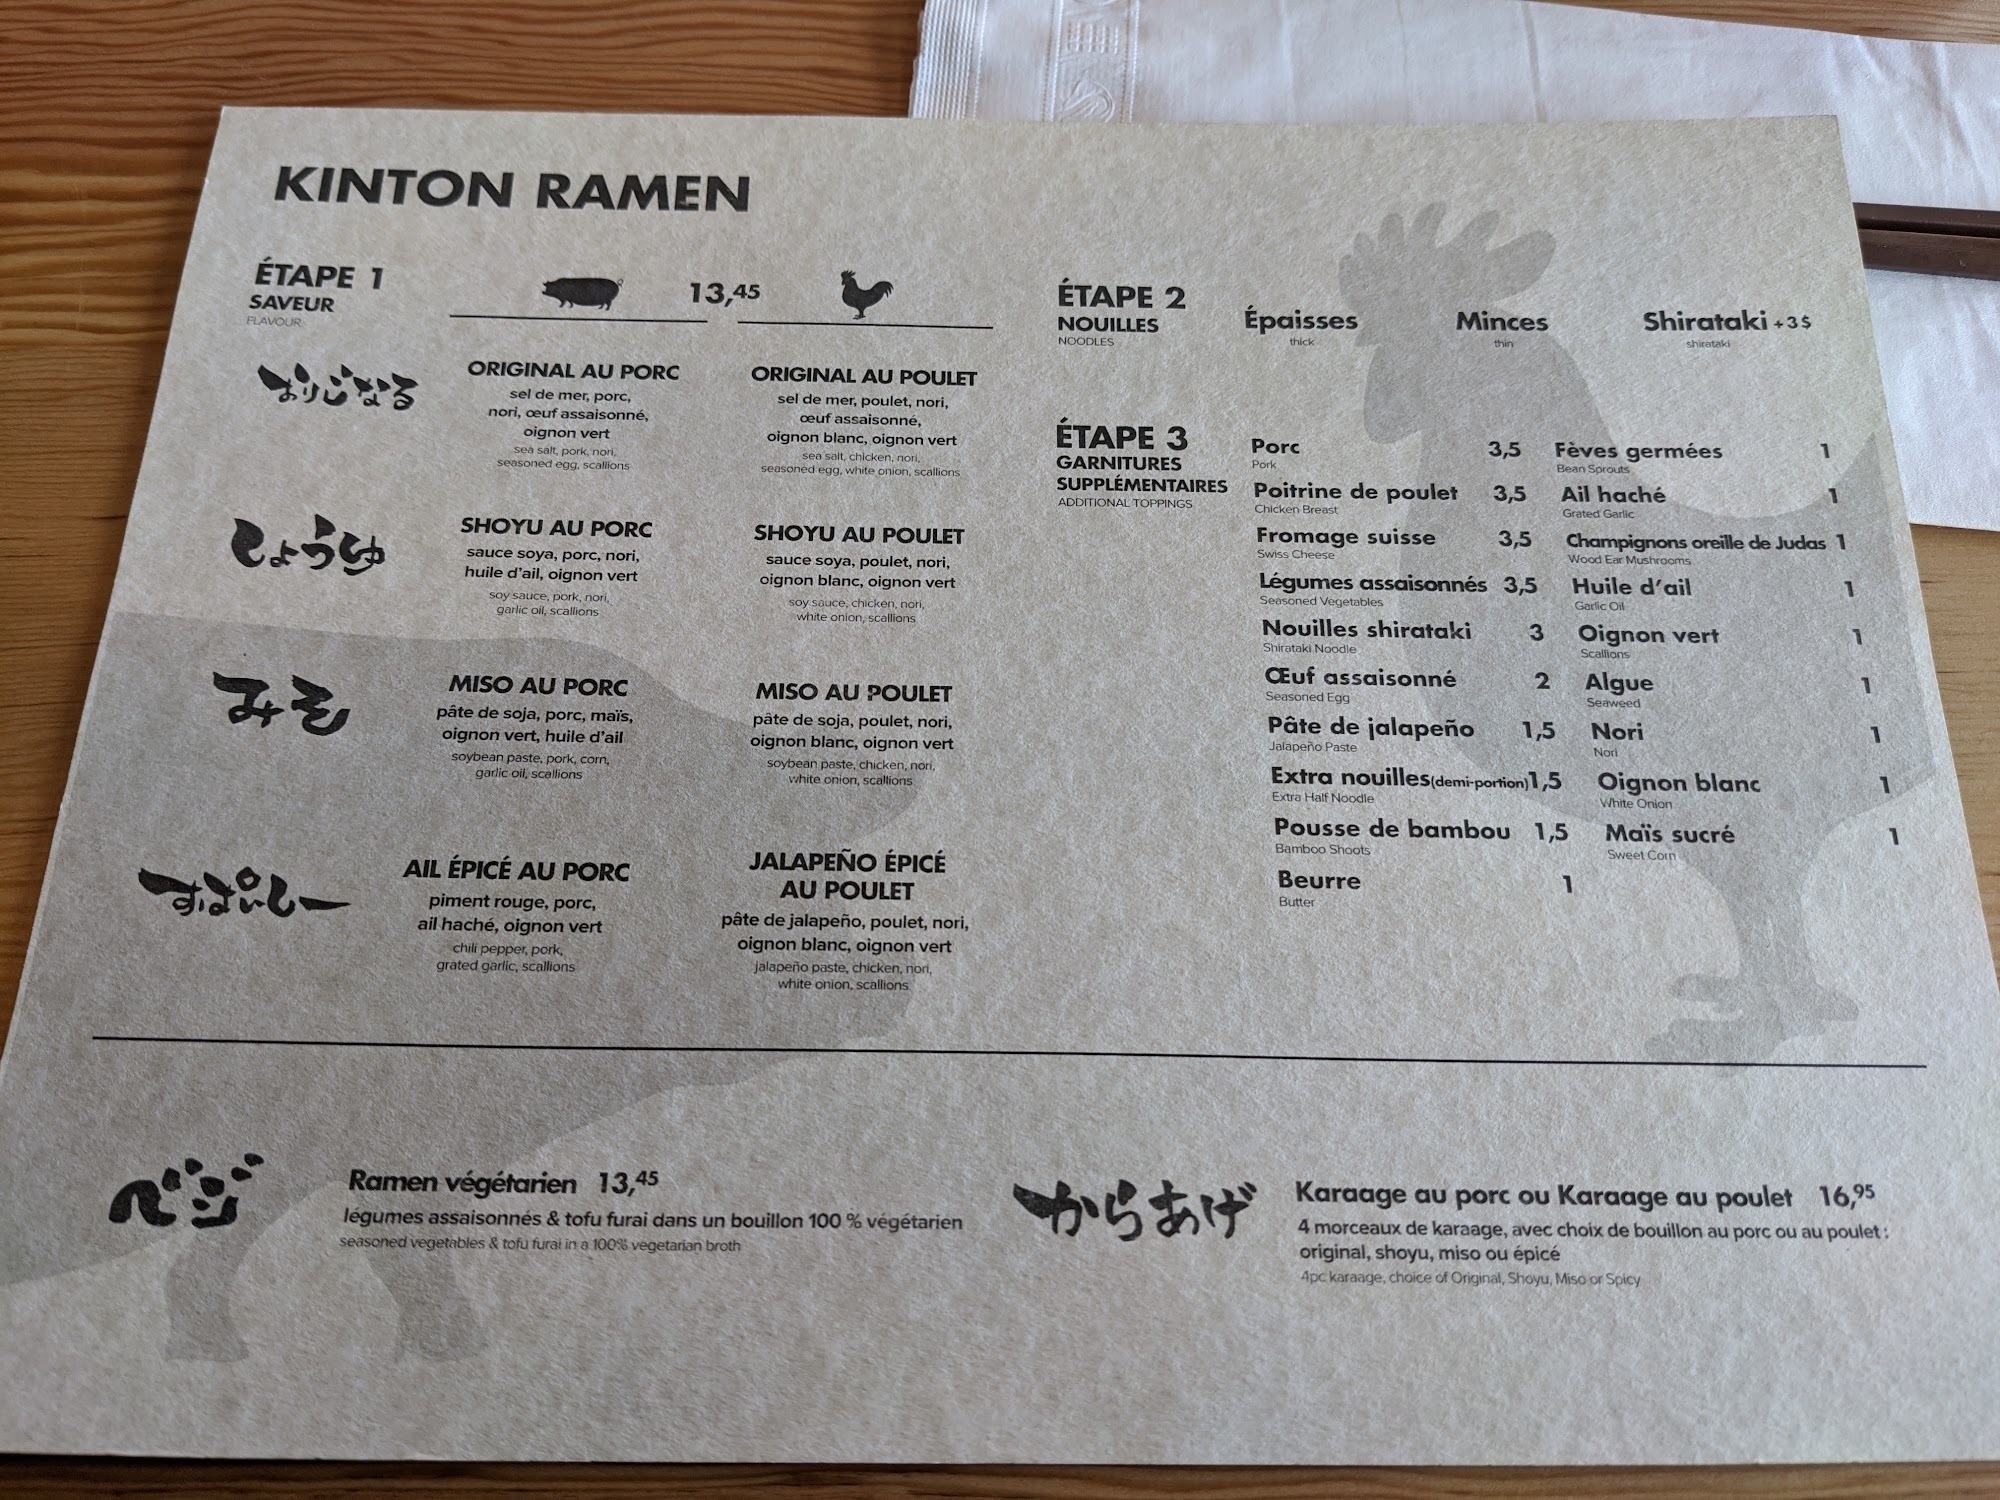 KINTON RAMEN
ÉTAPE 1
SAVEUR
FLAVOUR
13,45
おりじなる
ORIGINAL AU PORC
sel de mer, porc,
nori, œuf assaisonné,
oignon vert
sea salt, pork, nori,
seasoned egg, scallions
ORIGINAL AU POULET
sel de mer, poulet, nori,
œuf assaisonné,
oignon blanc, oignon vert
sea salt, chicken, nori,
seasoned egg, white onion, scallions
しょうゆ
SHOYU AU PORC
sauce soya, porc, nori,
huile d'ail, oignon vert
soy sauce, pork, nori,
garlic oil, scallions
SHOYU AU POULET
sauce soya, poulet, nori,
oignon blanc, oignon vert
soy sauce, chicken, nori,
white onion, scallions
みそ
MISO AU PORC
pâte de soja, porc, maïs,
oignon vert, huile d'ail
soybean paste, pork, corn,
garlic oil, scallions
MISO AU POULET
pâte de soja, poulet, nori,
oignon blanc, oignon vert
soybean paste, chicken, nori,
white onion, scallions
すぱいしー
AIL ÉPICÉ AU PORC
piment rouge, porc,
ail haché, oignon vert
chili pepper, pork,
grated garlic, scallions
JALAPEÑO ÉPICÉ
AU POULET
pâte de jalapeño, poulet, nori,
oignon blanc, oignon vert
jalapeño paste, chicken, nori,
white onion, scallions
ÉTAPE 2
NOUILLES
NOODLES
Épaisses
thick
Minces
thin
Shirataki + 3 $
shirataki
ÉTAPE 3
GARNITURES
SUPPLÉMENTAIRES
ADDITIONAL TOPPINGS
Porc 3,5
Pork
Poitrine de poulet 3,5
Chicken Breast
Fromage suisse 3,5
Swiss Cheese
Légumes assaisonnés 3,5
Seasoned Vegetables
Nouilles shirataki 3
Shirataki Noodle
Œuf assaisonné 2
Seasoned Egg
Pâte de jalapeño 1,5
Jalapeño Paste
Extra nouilles(demi-portion)1,5
Extra Half Noodle
Pousse de bambou 1,5
Bamboo Shoots
Beurre 1
Butter
Fèves germées 1
Bean Sprouts
Ail haché 1
Grated Garlic
Champignons oreille de Judas 1
Wood Ear Mushrooms
Huile d'ail 1
Garlic Oil
Oignon vert 1
Scallions
Algue 1
Seaweed
Nori 1
Nori
Oignon blanc 1
White Onion
Maïs sucré 1
Sweet Corn
べジ
Ramen végétarien 13,45
légumes assaisonnés & tofu furai dans un bouillon 100 % végétarien
seasoned vegetables & tofu furai in a 100% vegetarian broth
からあげ
Karaage au porc ou Karaage au poulet 16,95
4 morceaux de karaage, avec choix de bouillon au porc ou au poulet :
original, shoyu, miso ou épicé
4pc karaage, choice of Original, Shoyu, Miso or Spicy